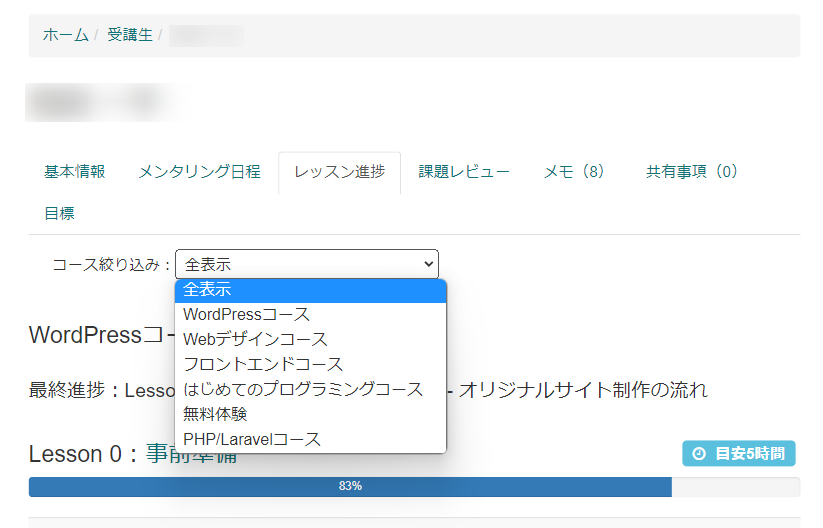 ホーム / 受講生 /
基本情報 メンタリング日程 レッスン進捗 課題レビュー メモ（8） 共有事項（0）
目標
コース絞り込み： 全表示
全表示
WordPressコース
Webデザインコース
フロントエンドコース
はじめてのプログラミングコース
無料体験
PHP/Laravelコース
WordPressコー
最終進捗：Lesso - オリジナルサイト制作の流れ
Lesson 0：事前準備 目安5時間
83%